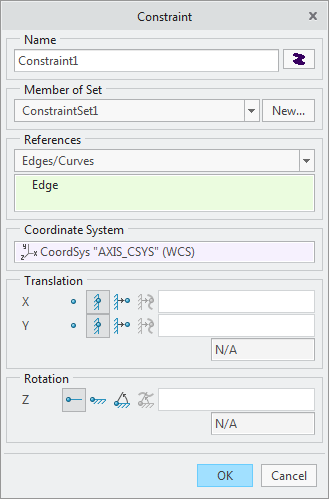 Constraint
Name
Constraint1
Member of Set
ConstraintSet1
New...
References
Edges/Curves
Edge
Coordinate System
y
z x CoordSys "AXIS_CSYS" (WCS)
Translation
X
Y
N/A
Rotation
Z
N/A
OK
Cancel